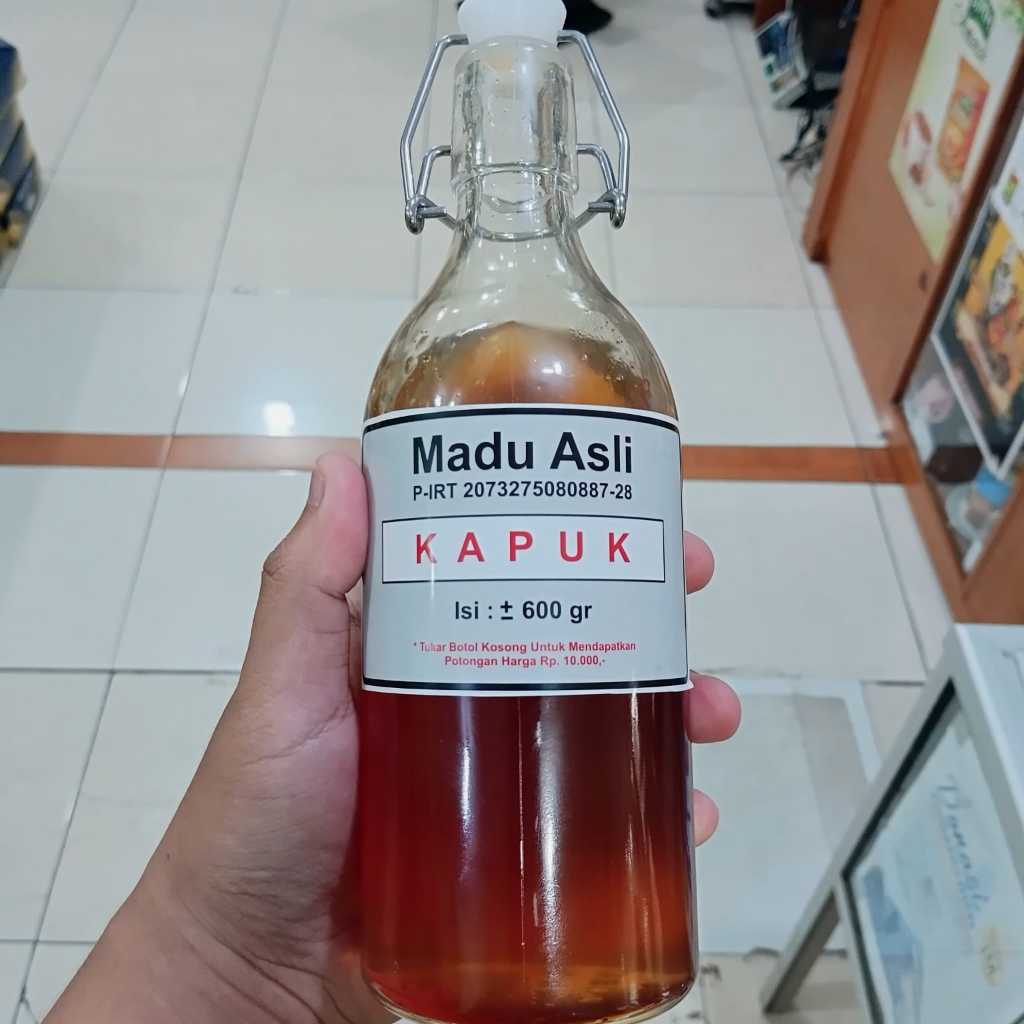 Madu Asli
P-IRT 2073275080887-28
KAPUK
Isi : ± 600 gr
* Tukar Botol Kosong Untuk Mendapatkan
Potongan Harga Rp. 10.000,-